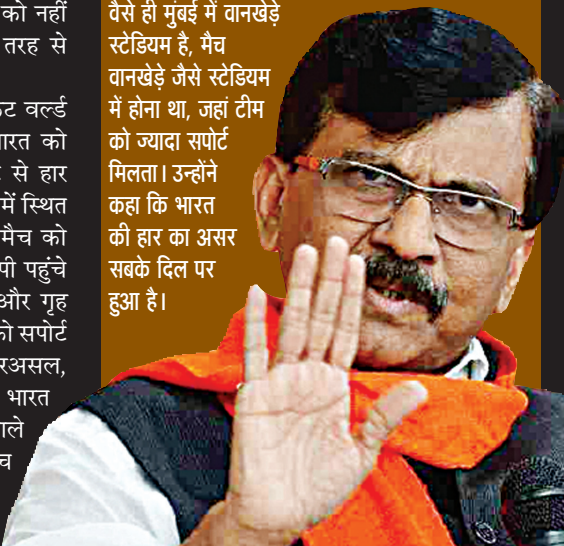 को नहीं
तरह से
वर्ल्ड
भारत को
से हार
में स्थित
मैच को
पहुंचे
और गृह
को सपोर्ट
दरअसल,
भारत
वैसे ही मुंबई में वानखेड़े
स्टेडियम है, मैच
वानखेड़े जैसे स्टेडियम
में होना था, जहां टीम
को ज्यादा सपोर्ट
मिलता। उन्होंने
कहा कि भारत
की हार का असर
सबके दिल पर
हुआ है।